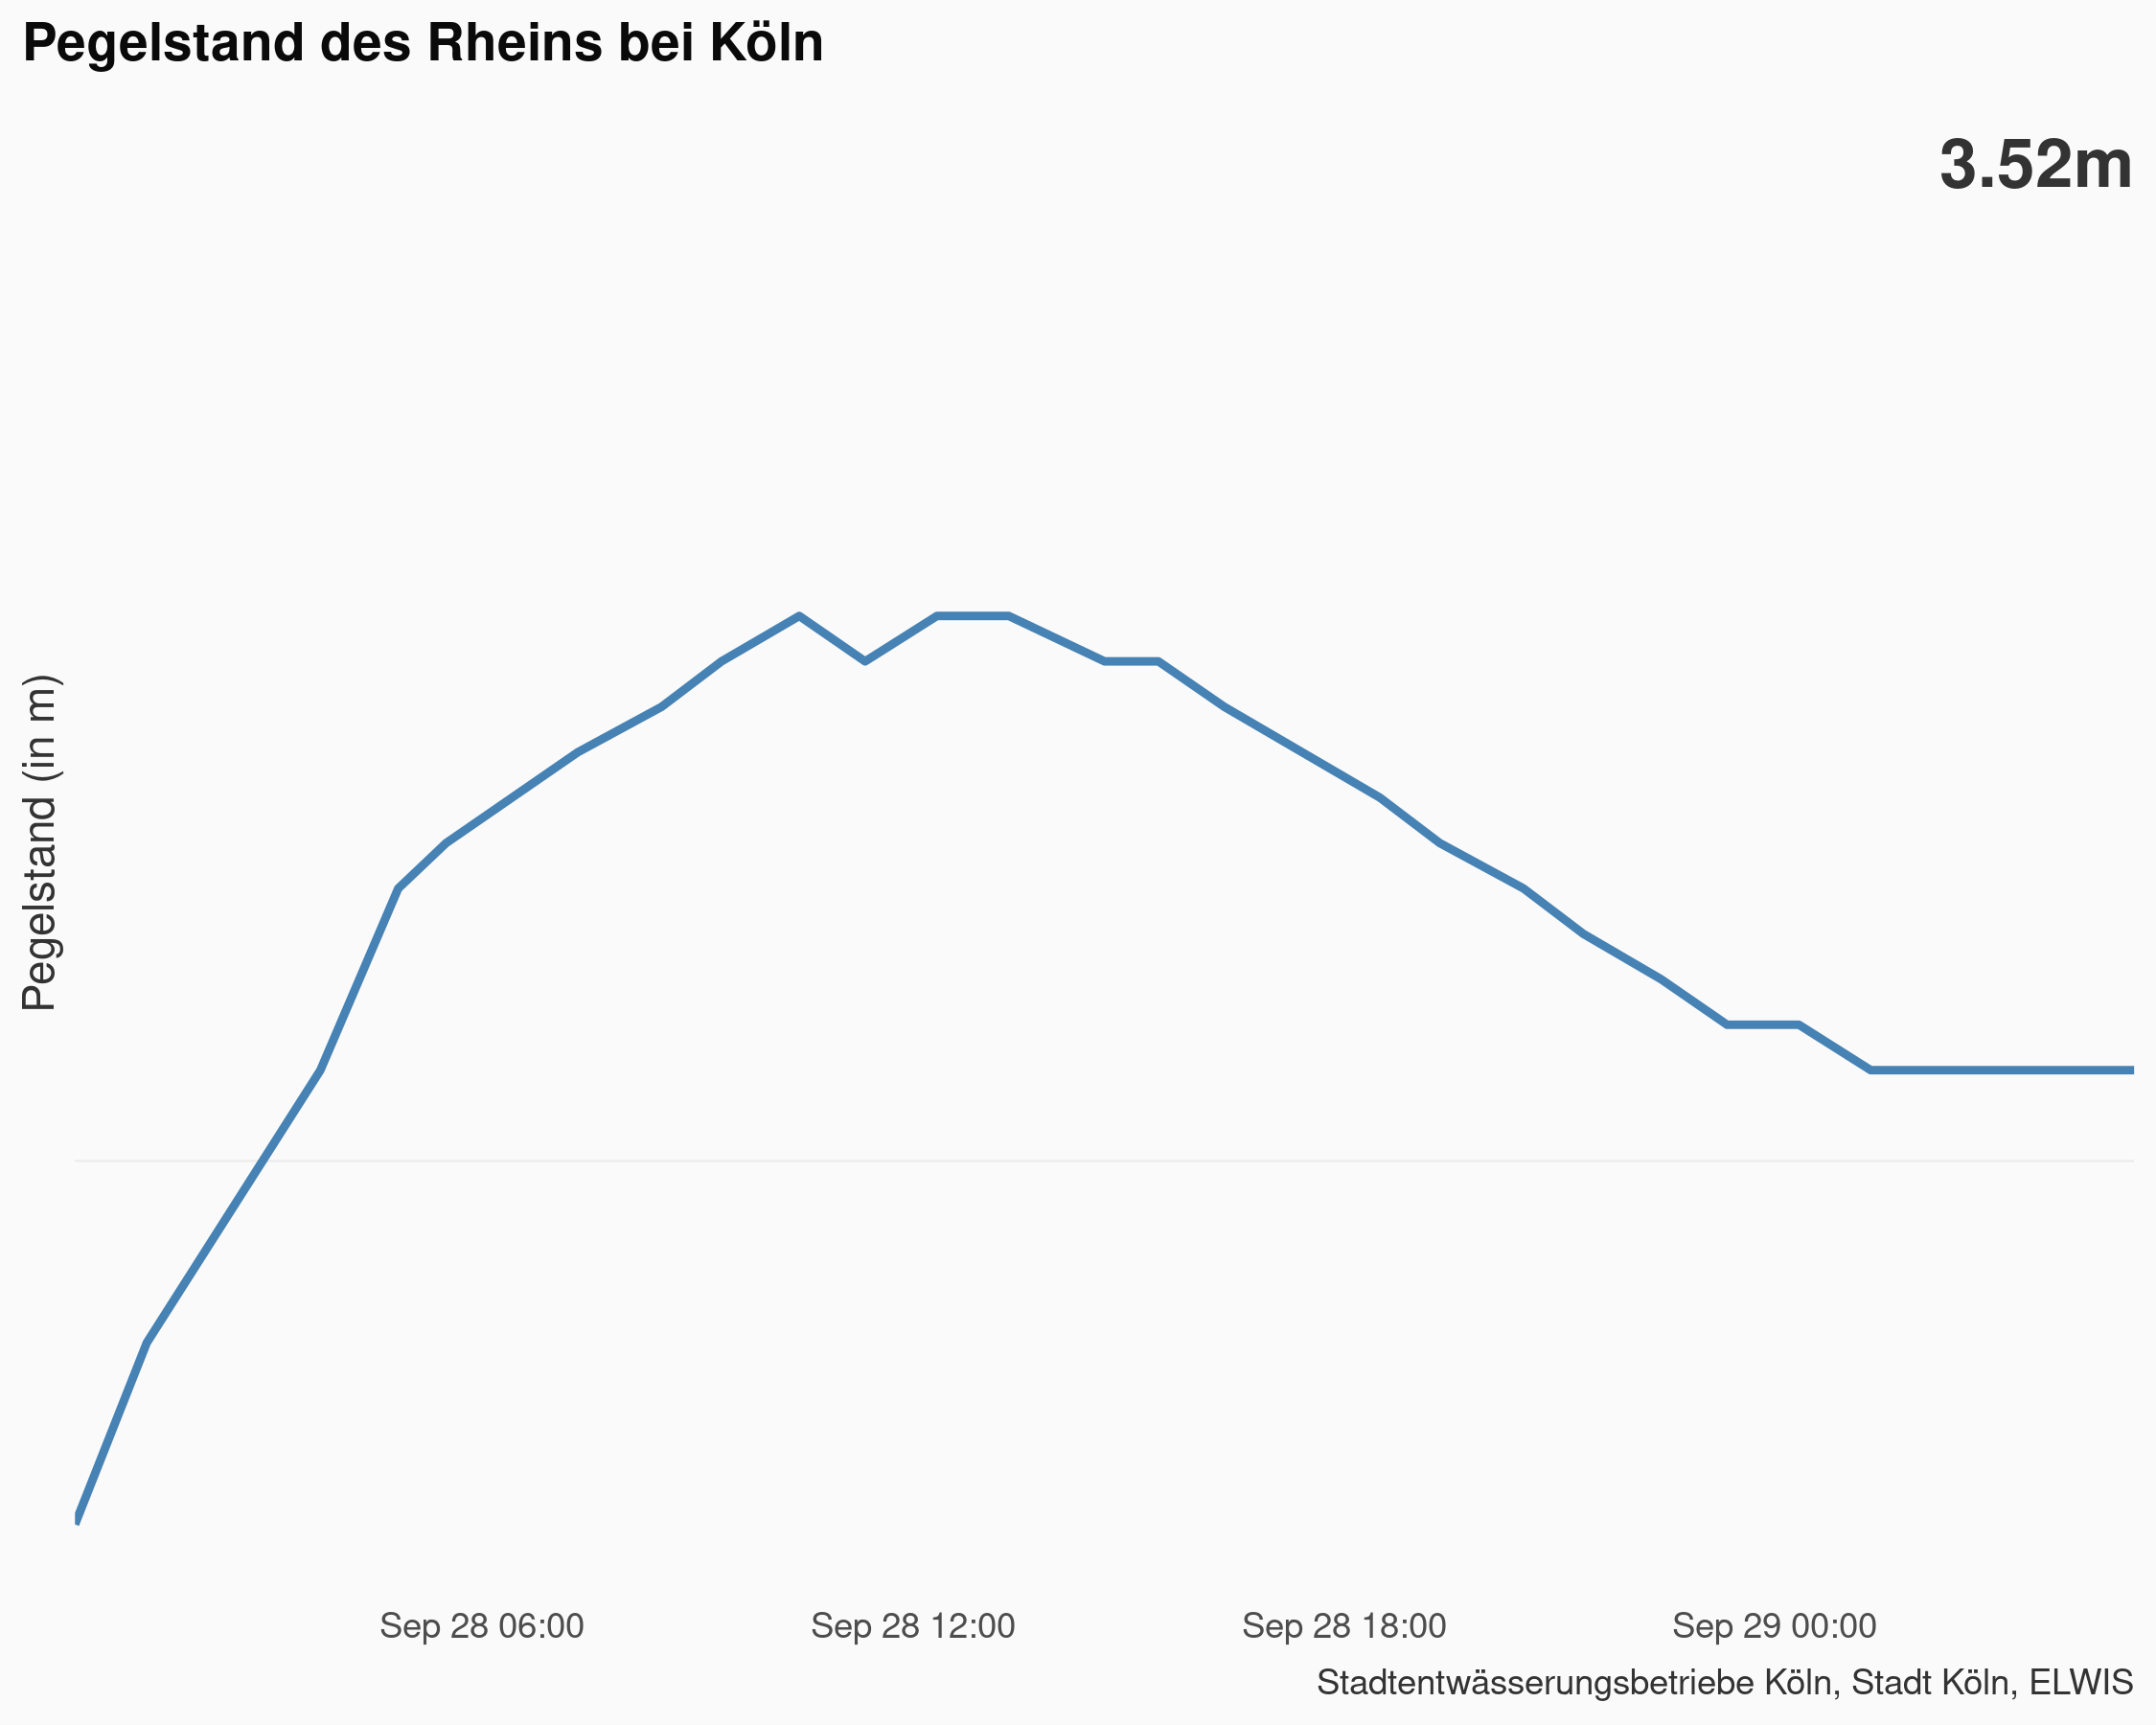 Pegelstand des Rheins bei Köln
3.52m
Pegelstand (in m)
Sep 28 06:00
Sep 28 12:00
Sep 28 18:00
Sep 29 00:00
Stadtentwässerungsbetriebe Köln, Stadt Köln, ELWIS